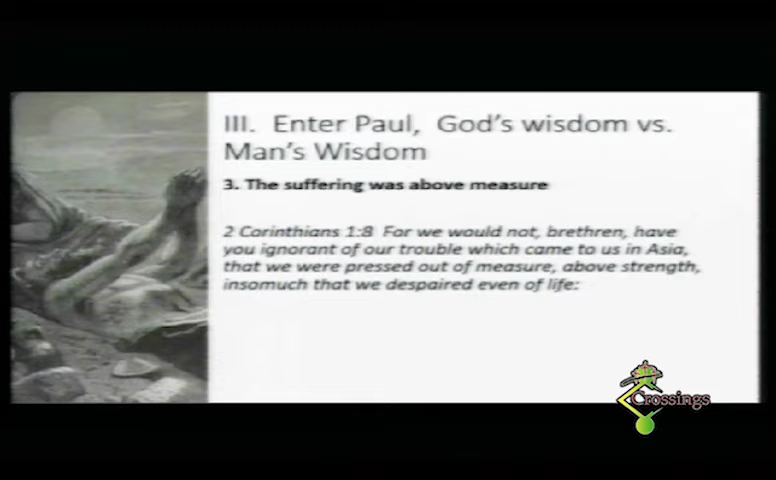 III.  Enter Paul,  God's wisdom vs.
Man's Wisdom
3. The suffering was above measure
2 Corinthians 1:8  For we would not, brethren, have
you ignorant of our trouble which came to us in Asia,
that we were pressed out of measure, above strength,
insomuch that we despaired even of life:
Crossings